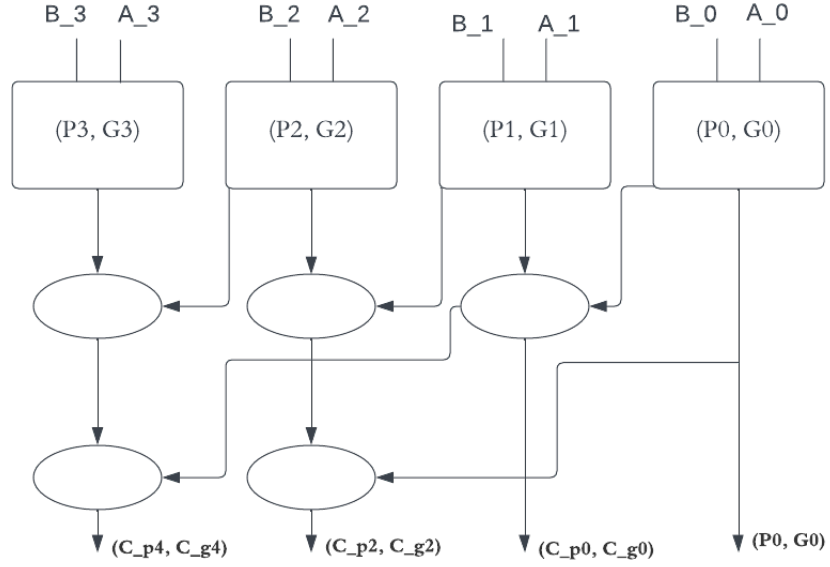 B_3 A_3 B_2 A_2 B_1 A_1 B_0 A_0
(P3, G3) (P2, G2) (P1, G1) (P0, G0)
(C_p4, C_g4) (C_p2, C_g2) (C_p0, C_g0) (P0, G0)